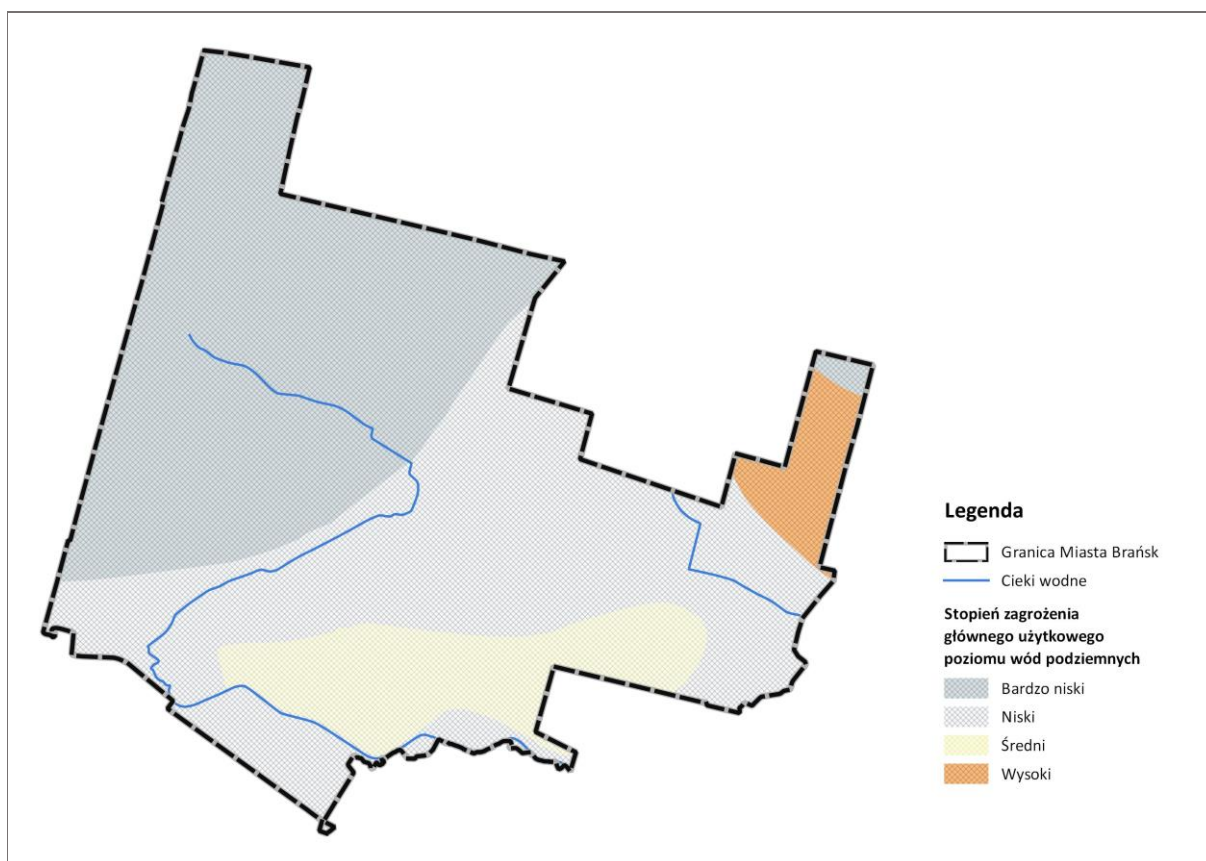 Legenda
Granica Miasta Brańsk
Cieki wodne
Stopień zagrożenia
głównego użytkowego
poziomu wód podziemnych
Bardzo niski
Niski
Średni
Wysoki